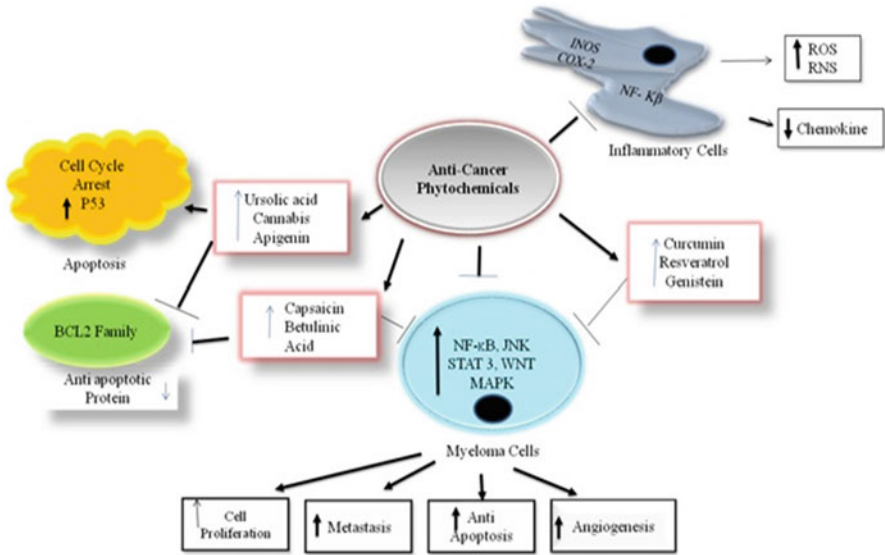 INOS
COX-2
NF- Kβ
Inflammatory Cells
ROS
RNS
Chemokine
Anti-Cancer
Phytochemicals
Cell Cycle
Arrest
P53
Apoptosis
Ursolic acid
Cannabis
Apigenin
Curcumin
Resveratrol
Genistein
BCL2 Family
Anti apoptotic
Protein
Capsaicin
Betulinic
Acid
NF-κB, JNK
STAT 3, WNT
MAPK
Myeloma Cells
Cell
Proliferation
Metastasis
Anti
Apoptosis
Angiogenesis